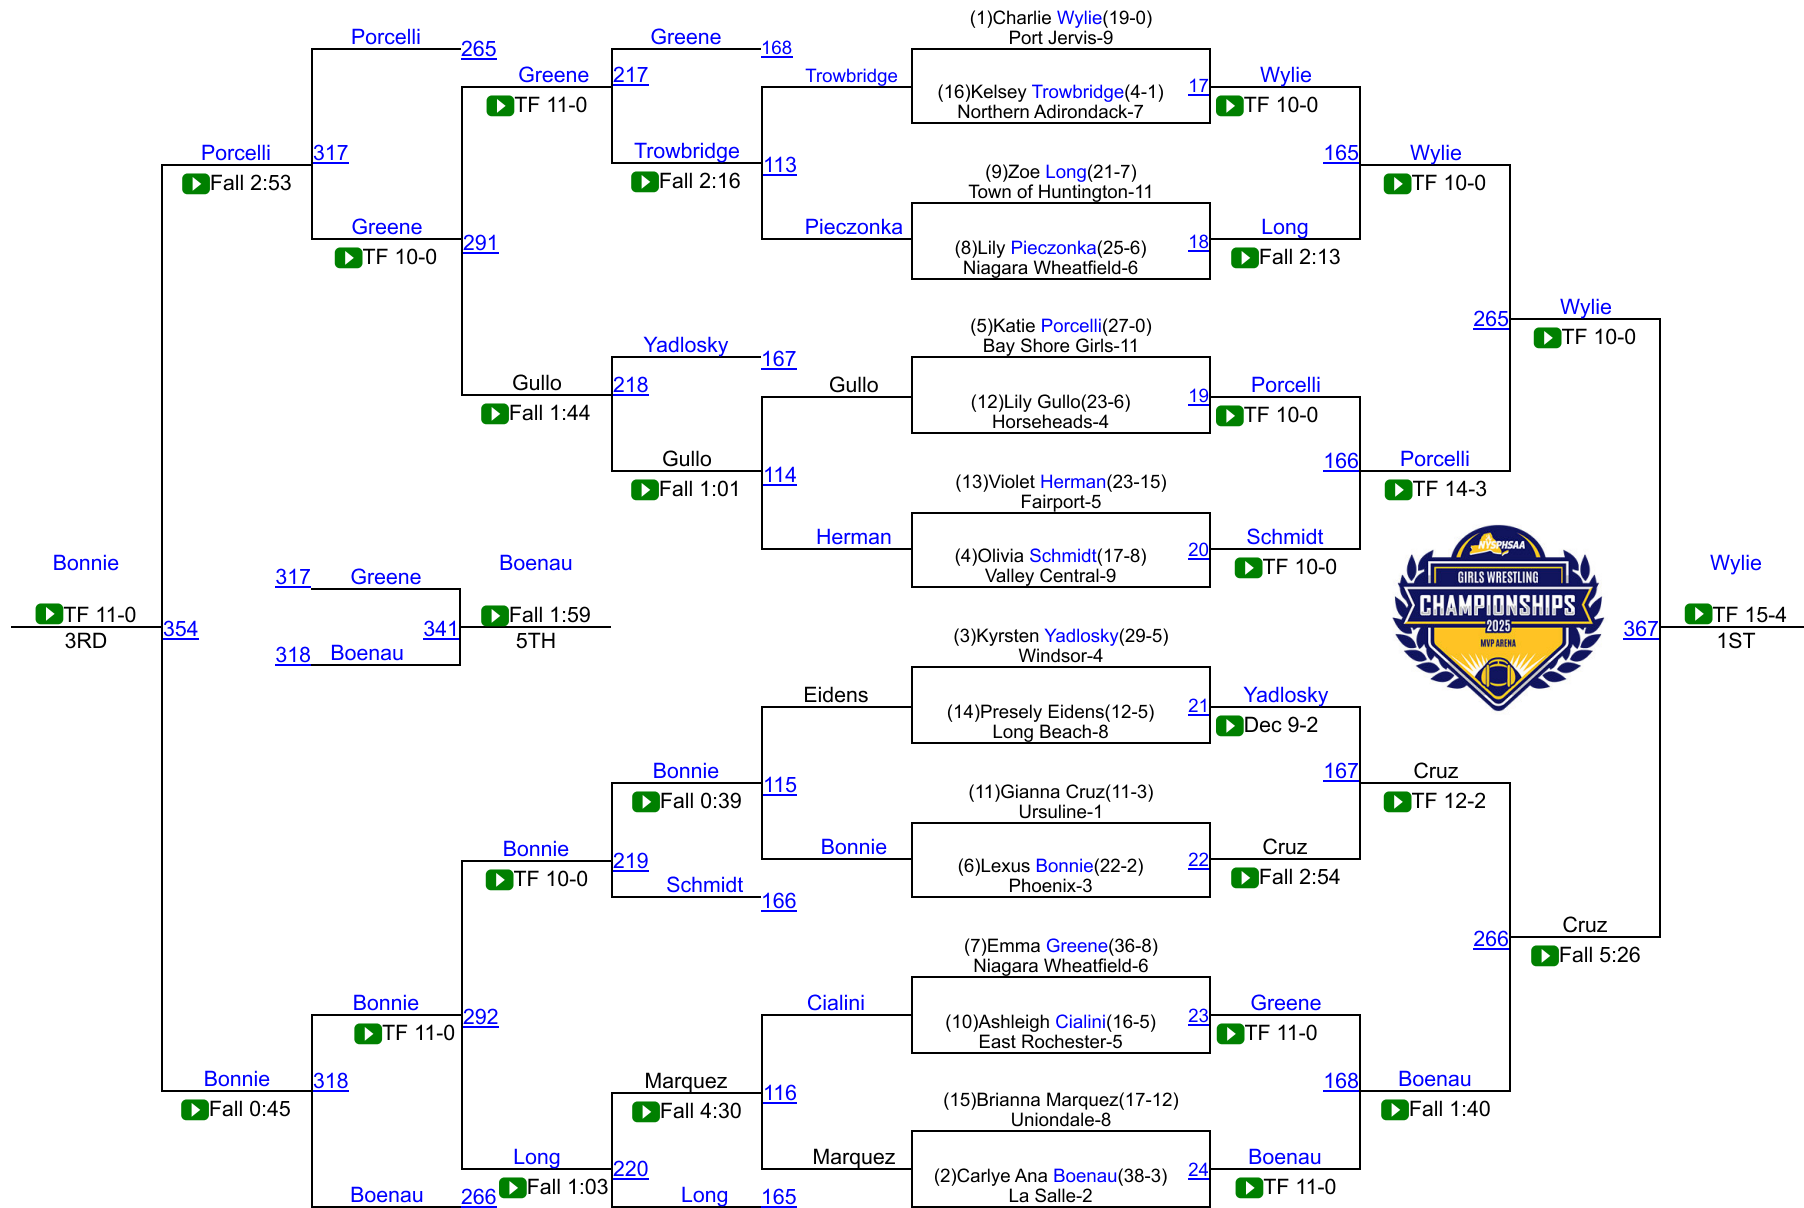 (1)Charlie Wylie(19-0)
Porcelli
265
Greene
168
Port Jervis-9
Greene
217
Trowbridge
Wylie
TF 11-0
(16)Kelsey Trowbridge(4-1)
17
TF 10-0
Northern Adirondack-7
Porcelli
317
Trowbridge
113
165
Wylie
Fall 2:53
Fall 2:16
(9)Zoe Long(21-7)
TF 10-0
Town of Huntington-11
Greene
291
Pieczonka
Long
TF 10-0
(8)Lily Pieczonka(25-6)
18
Fall 2:13
Niagara Wheatfield-6
265
Wylie
TF 10-0
(5)Katie Porcelli(27-0)
Yadlosky
167
Bay Shore Girls-11
Gullo
218
Gullo
Porcelli
Fall 1:44
(12)Lily Gullo(23-6)
19
TF 10-0
Horseheads-4
Gullo
114
166
Porcelli
Fall 1:01
(13)Violet Herman(23-15)
TF 14-3
Fairport-5
Herman
Schmidt
(4)Olivia Schmidt(17-8)
20
TF 10-0
Valley Central-9
NYSPHSAA
GIRLS WRESTLING
CHAMPIONSHIPS
2025
MVP ARENA
Bonnie
317
Greene
Boenau
Wylie
TF 11-0
354
341
Fall 1:59
367
TF 15-4
3RD
5TH
1ST
318
Boenau
(3)Kyrsten Yadlosky(29-5)
Windsor-4
Eidens
Yadlosky
(14)Presely Eidens(12-5)
21
Dec 9-2
Long Beach-8
Bonnie
115
167
Cruz
Fall 0:39
(11)Gianna Cruz(11-3)
TF 12-2
Ursuline-1
Bonnie
219
Bonnie
Cruz
TF 10-0
(6)Lexus Bonnie(22-2)
22
Fall 2:54
Schmidt
166
Phoenix-3
266
Cruz
Fall 5:26
(7)Emma Greene(36-8)
Niagara Wheatfield-6
Bonnie
292
Cialini
Greene
TF 11-0
(10)Ashleigh Cialini(16-5)
23
TF 11-0
East Rochester-5
Bonnie
318
Marquez
116
168
Boenau
Fall 0:45
Fall 4:30
(15)Brianna Marquez(17-12)
Fall 1:40
Uniondale-8
Long
220
Marquez
Boenau
Fall 1:03
(2)Carlye Ana Boenau(38-3)
24
TF 11-0
Boenau
266
Long
165
La Salle-2